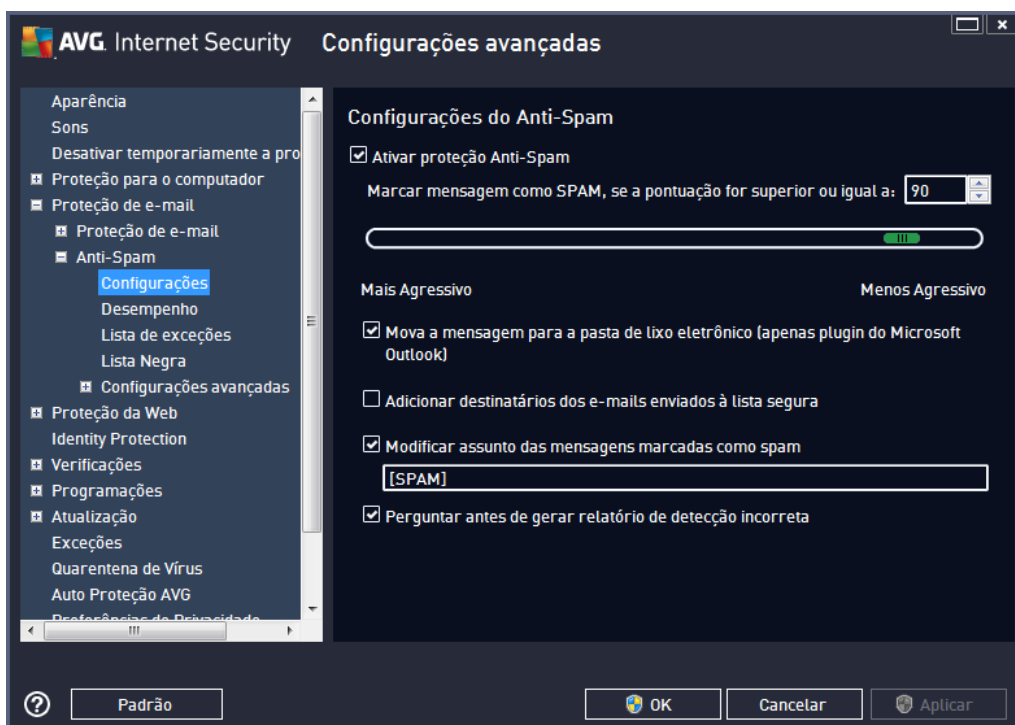 AVG. Internet Security Configurações avançadas
Aparência
Sons
Desativar temporariamente a pro
Proteção para o computador
Proteção de e-mail
Proteção de e-mail
Anti-Spam
Configurações
Desempenho
Lista de exceções
Lista Negra
Configurações avançadas
Proteção da Web
Identity Protection
Verificações
Programações
Atualização
Exceções
Quarentena de Vírus
Auto Proteção AVG
Preferências de Privacidade
Configurações do Anti-Spam
Ativar proteção Anti-Spam
Marcar mensagem como SPAM, se a pontuação for superior ou igual a: 90
Mais Agressivo Menos Agressivo
Mova a mensagem para a pasta de lixo eletrônico (apenas plugin do Microsoft
Outlook)
Adicionar destinatários dos e-mails enviados à lista segura
Modificar assunto das mensagens marcadas como spam
[SPAM]
Perguntar antes de gerar relatório de detecção incorreta
? Padrão OK Cancelar Aplicar